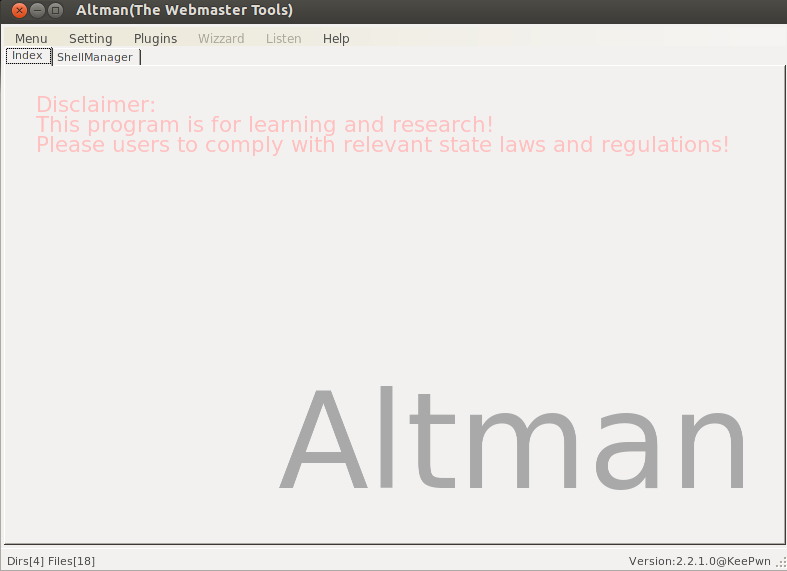 Altman(The Webmaster Tools)
Menu Setting Plugins Wizzard Listen Help
Index ShellManager
Disclaimer:
This program is for learning and research!
Please users to comply with relevant state laws and regulations!
Altman
Dirs[4] Files[18] Version:2.2.1.0@KeePwn